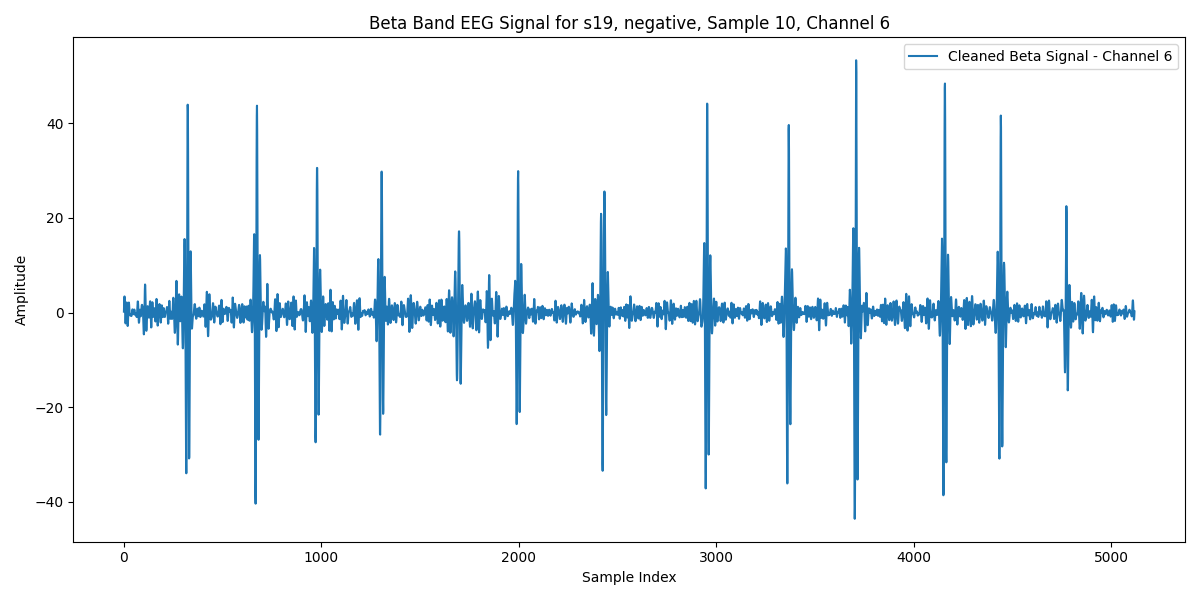 Beta Band EEG Signal for s19, negative, Sample 10, Channel 6
Cleaned Beta Signal - Channel 6
Amplitude
40
20
0
−20
−40
0 1000 2000 3000 4000 5000
Sample Index